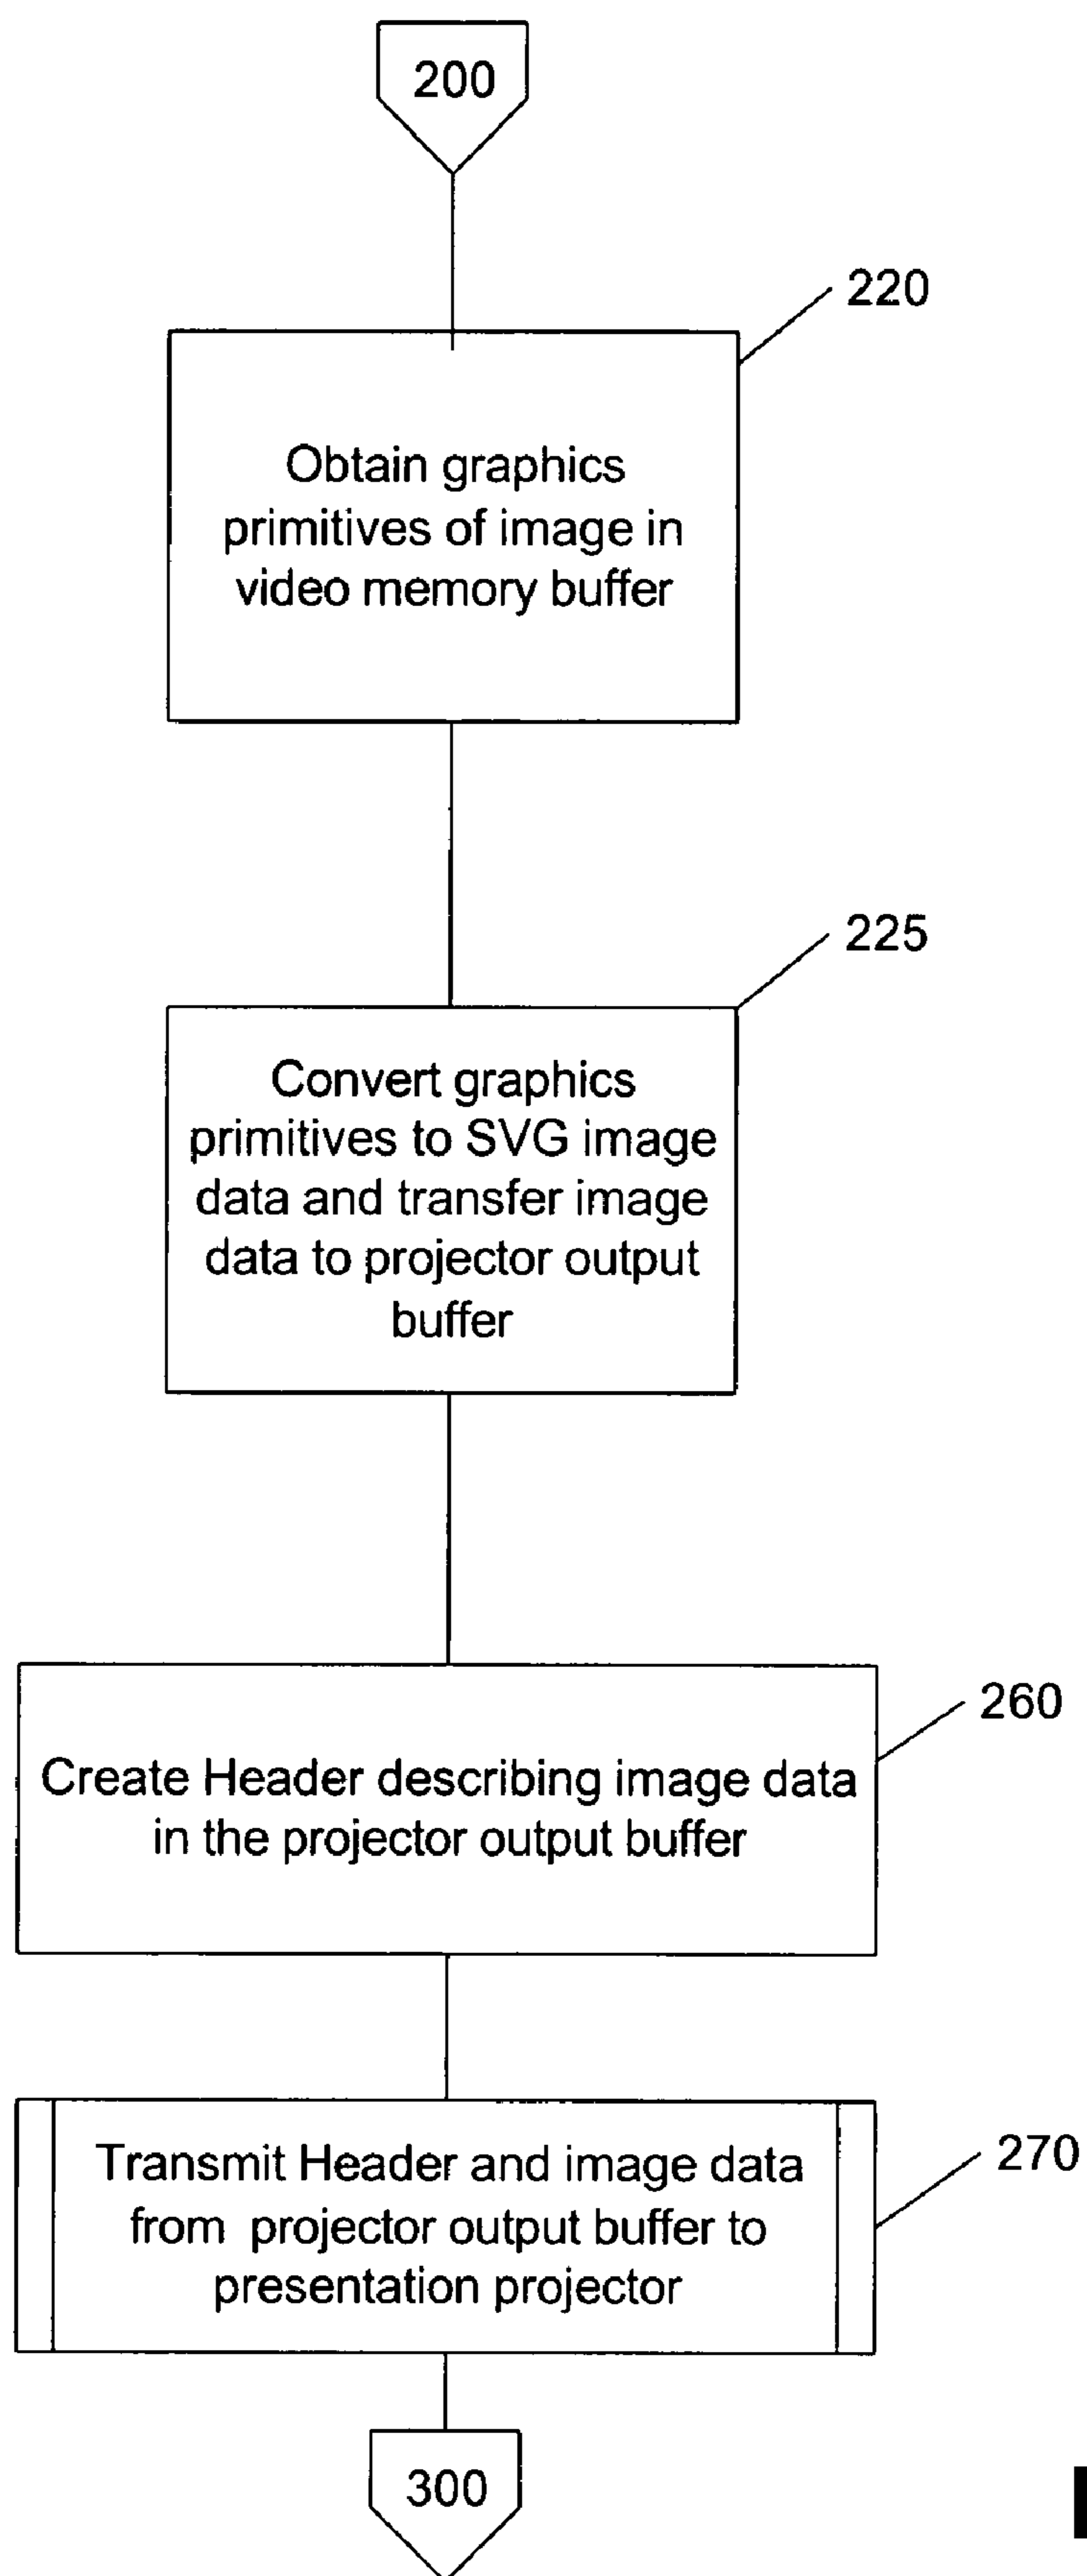 200
220
Obtain graphics
primitives of image in
video memory buffer
225
Convert graphics
primitives to SVG image
data and transfer image
data to projector output
buffer
260
Create Header describing image data
in the projector output buffer
270
Transmit Header and image data
from projector output buffer to
presentation projector
300